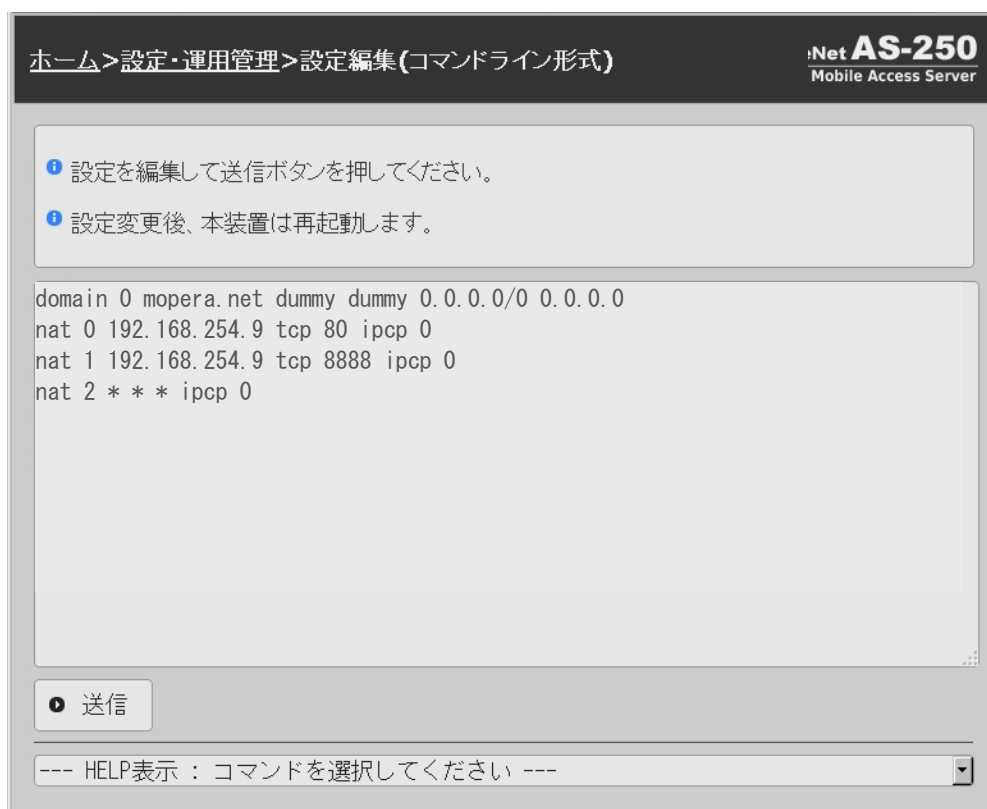 ホーム>設定・運用管理>設定編集(コマンドライン形式)
eNet AS-250
Mobile Access Server
設定を編集して送信ボタンを押してください。
設定変更後、本装置は再起動します。
domain 0 mopera.net dummy dummy 0.0.0.0/0 0.0.0.0
nat 0 192.168.254.9 tcp 80 ipcp 0
nat 1 192.168.254.9 tcp 8888 ipcp 0
nat 2 * * * ipcp 0
送信
--- HELP表示 : コマンドを選択してください ---